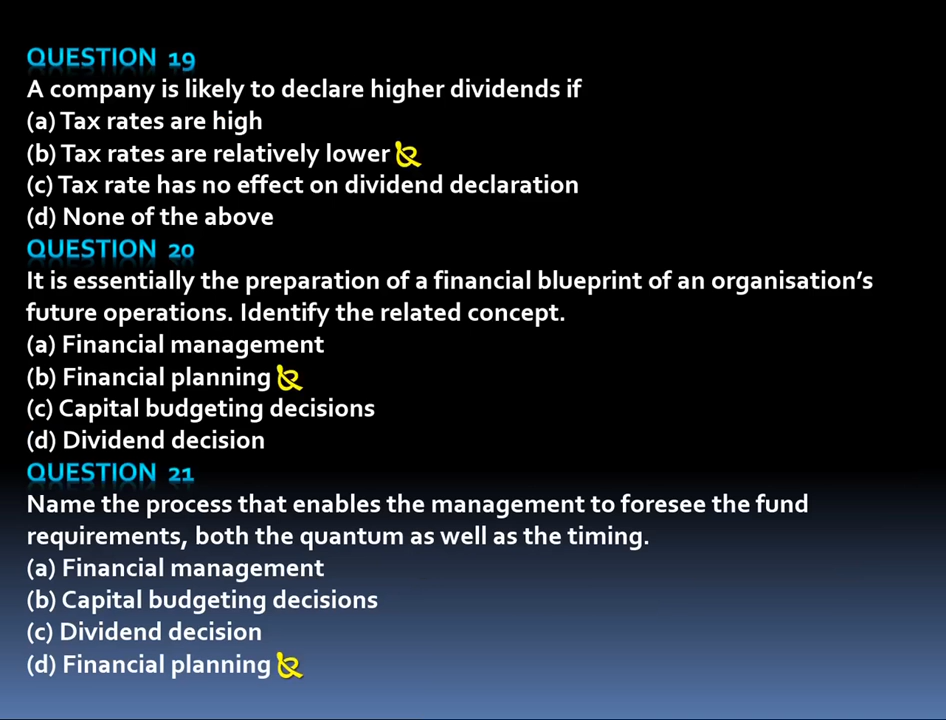 QUESTION 19
A company is likely to declare higher dividends if
(a) Tax rates are high
(b) Tax rates are relatively lower
(c) Tax rate has no effect on dividend declaration
(d) None of the above
QUESTION 20
It is essentially the preparation of a financial blueprint of an organisation's
future operations. Identify the related concept.
(a) Financial management
(b) Financial planning
(c) Capital budgeting decisions
(d) Dividend decision
QUESTION 21
Name the process that enables the management to foresee the fund
requirements, both the quantum as well as the timing.
(a) Financial management
(b) Capital budgeting decisions
(c) Dividend decision
(d) Financial planning